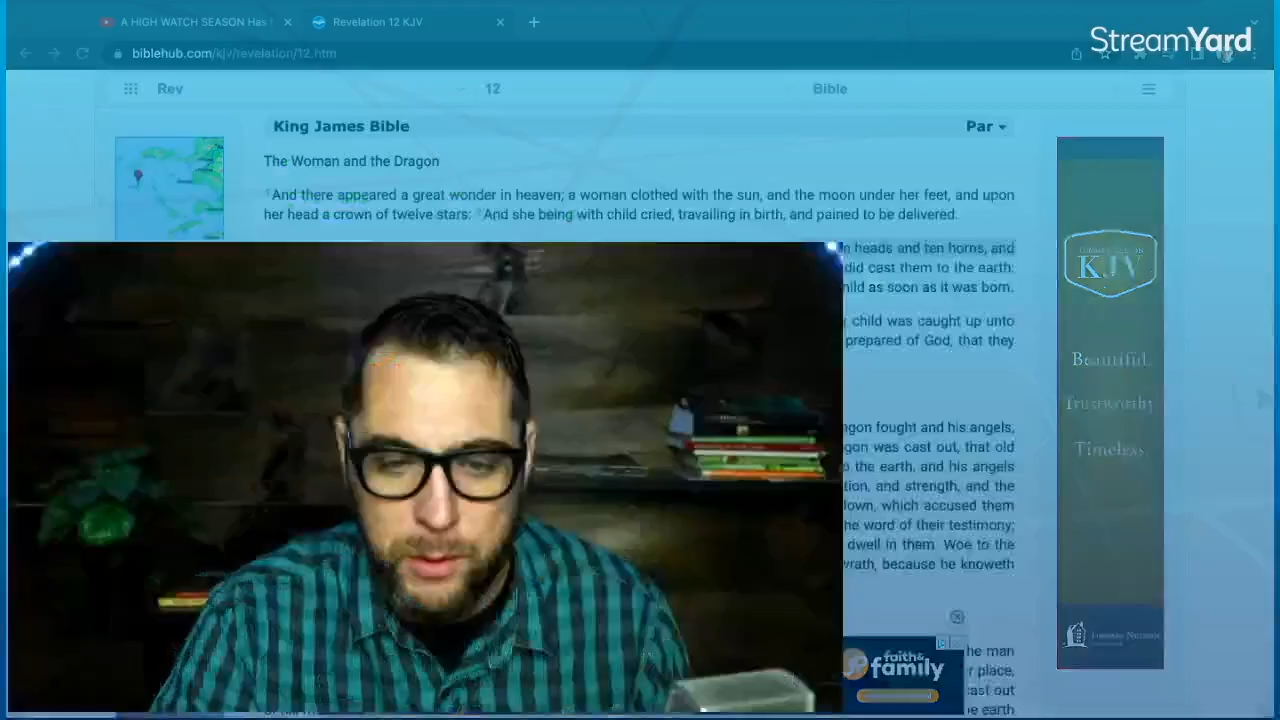 A HIGH WATCH SEASON Has
Revelation 12 KJV
StreamYard
biblehub.com/kjv/revelation/12.htm
Rev
12
Bible
King James Bible
Par
The Woman and the Dragon
And there appeared a great wonder in heaven; a woman clothed with the sun, and the moon under her feet, and upon
her head a crown of twelve stars: And she being with child cried, travailing in birth, and pained to be delivered.
heads and ten horns, and
did cast them to the earth:
as soon as it was born.
child was caught up unto
prepared of God, that they
fought and his angels,
was cast out, that old
the earth, and his angels
and strength, and the
which accused them
word of their testimony;
dwell in them. Woe to the
because he knoweth
man
place,
out
earth
KJV
Beautiful.
Trustworthy.
Timeless.
faith&
family